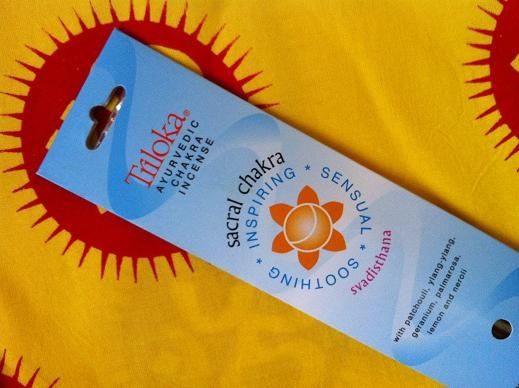 Triloka®
AYURVEDIC
CHAKRA
INCENSE
sacral chakra
* INSPIRING * SENSUAL * SOOTHING
svadisthana
with patchouli, ylang-ylang,
geranium, palmarosa,
lemon and neroli